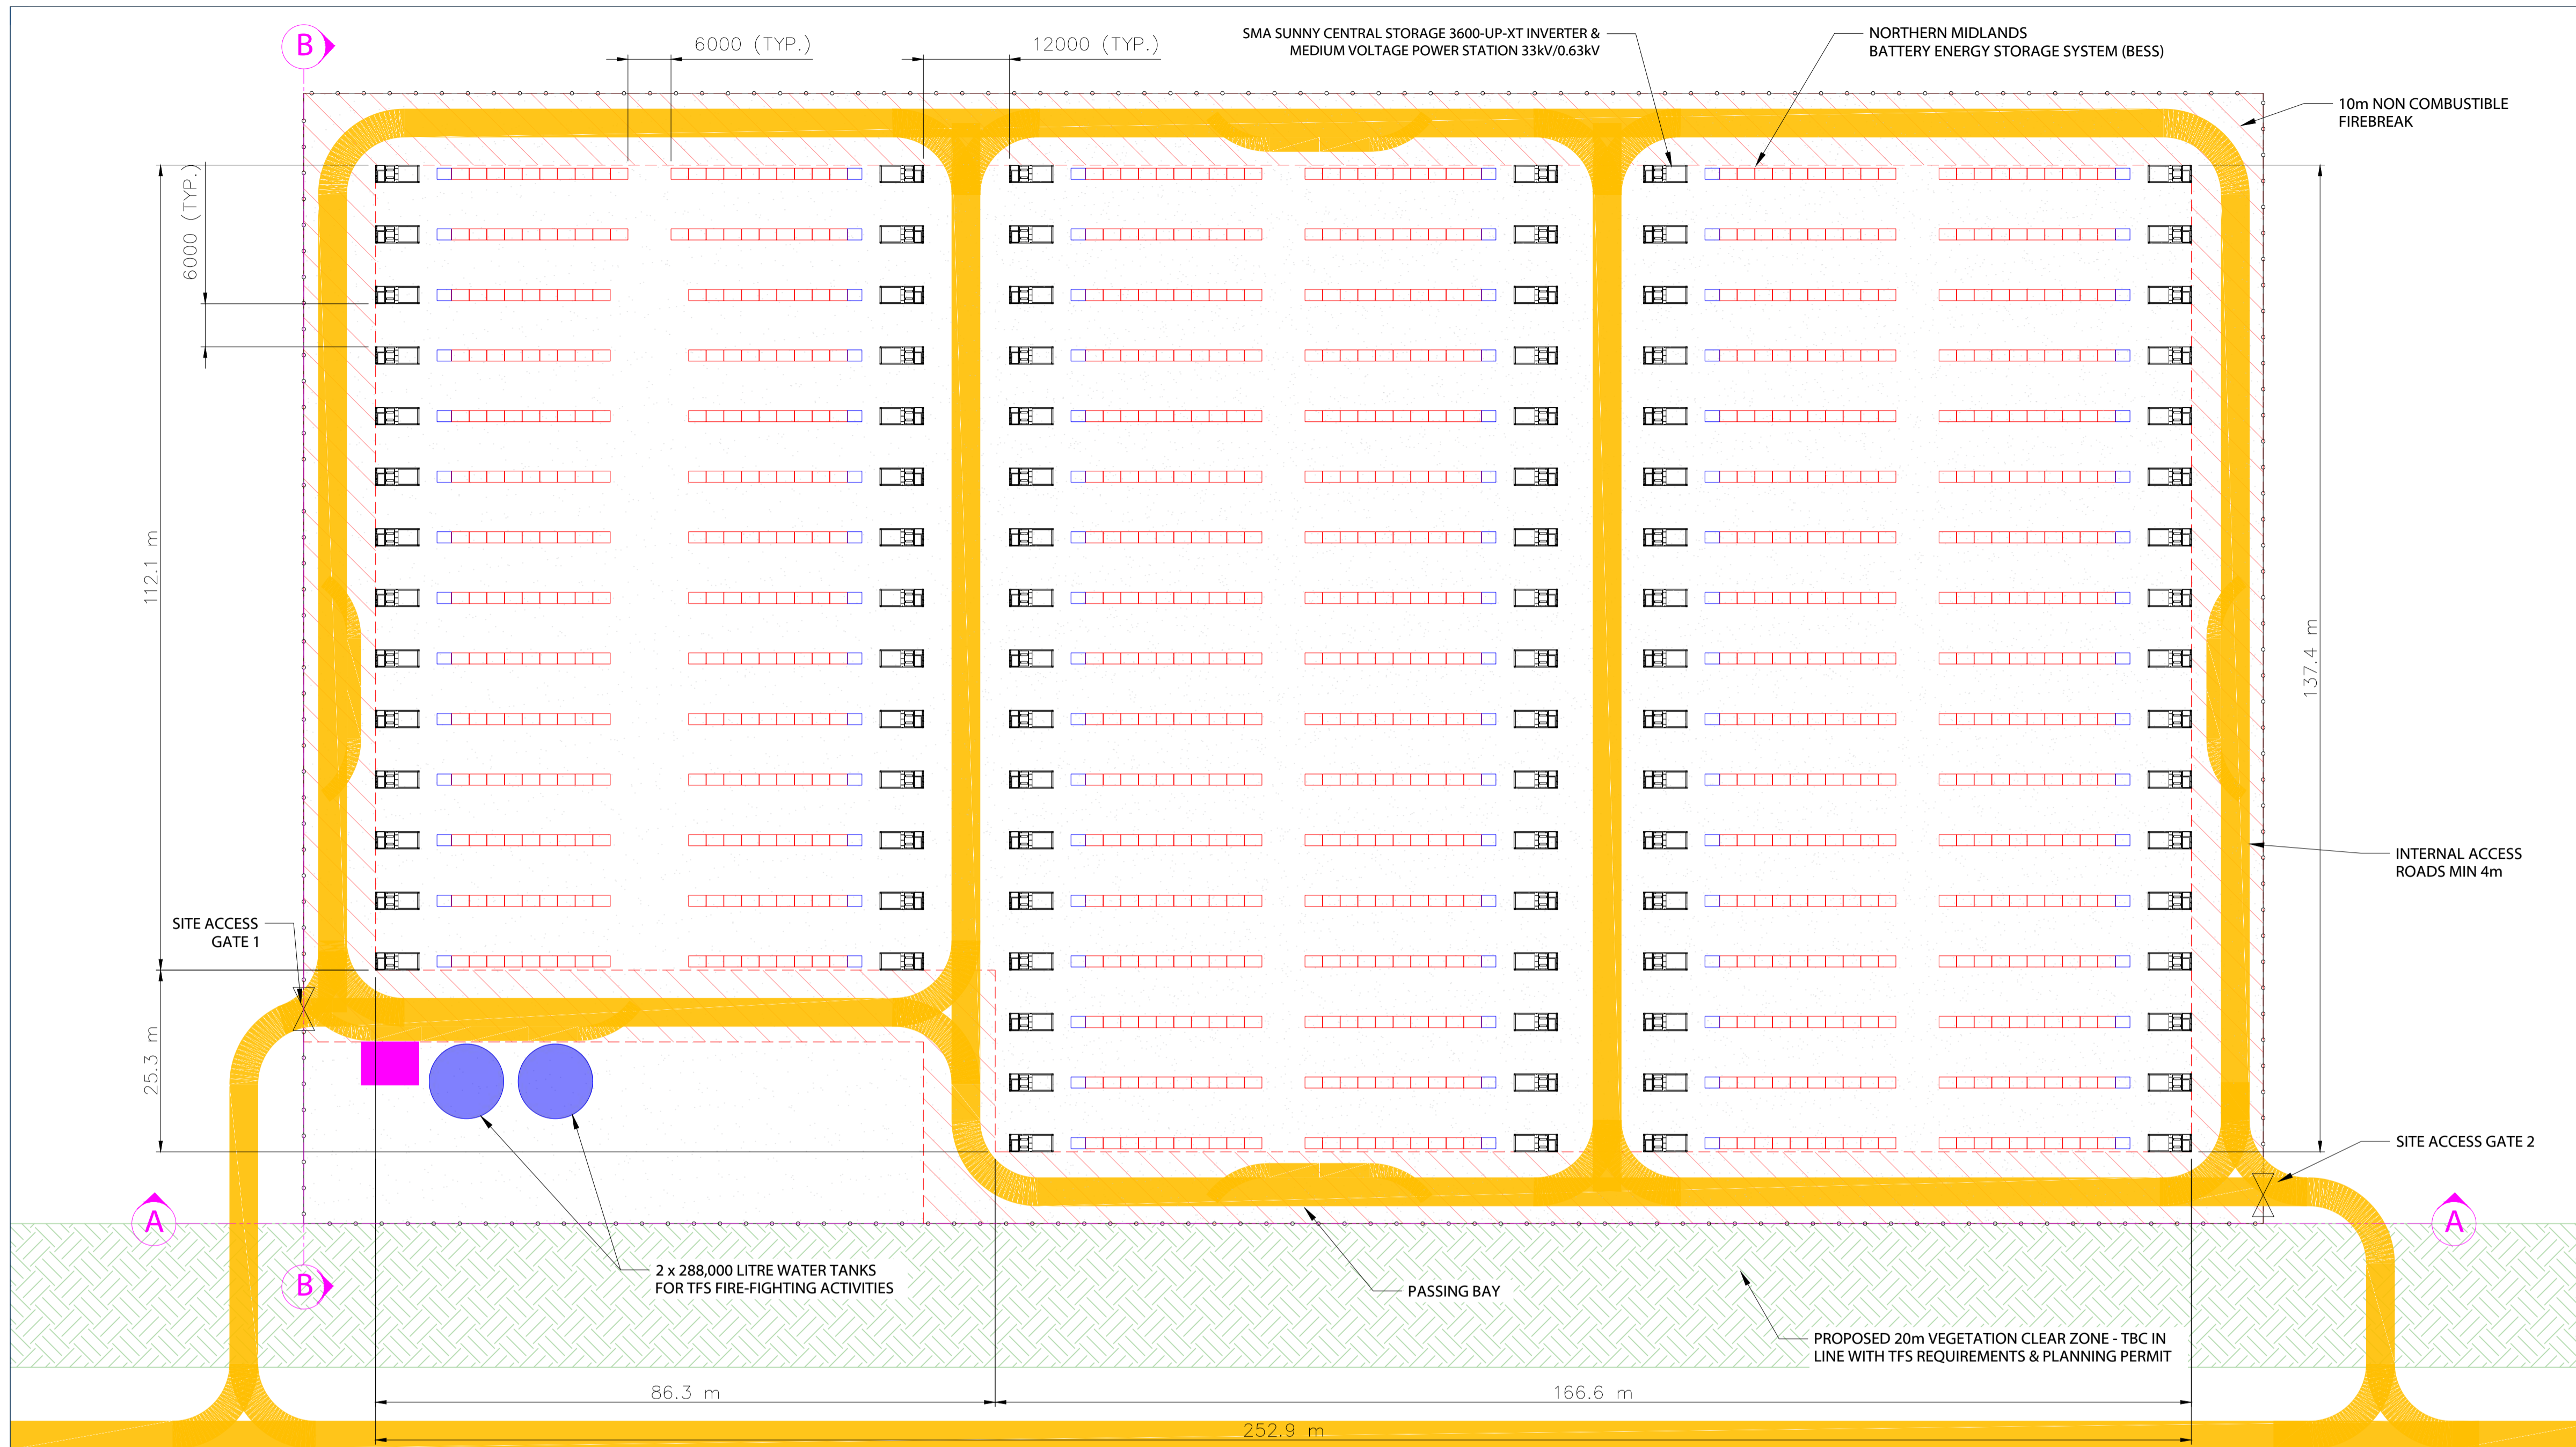 B
6000 (TYP.)
12000 (TYP.)
SMA SUNNY CENTRAL STORAGE 3600-UP-XT INVERTER &
MEDIUM VOLTAGE POWER STATION 33kV/0.63kV
NORTHERN MIDLANDS
BATTERY ENERGY STORAGE SYSTEM (BESS)
10m NON COMBUSTIBLE
FIREBREAK
6000 (TYP.)
112.1 m
137.4 m
INTERNAL ACCESS
ROADS MIN 4m
SITE ACCESS
GATE 1
25.3 m
SITE ACCESS GATE 2
A
A
B
2 x 288,000 LITRE WATER TANKS
FOR TFS FIRE-FIGHTING ACTIVITIES
PASSING BAY
PROPOSED 20m VEGETATION CLEAR ZONE - TBC IN
LINE WITH TFS REQUIREMENTS & PLANNING PERMIT
86.3 m
166.6 m
252.9 m